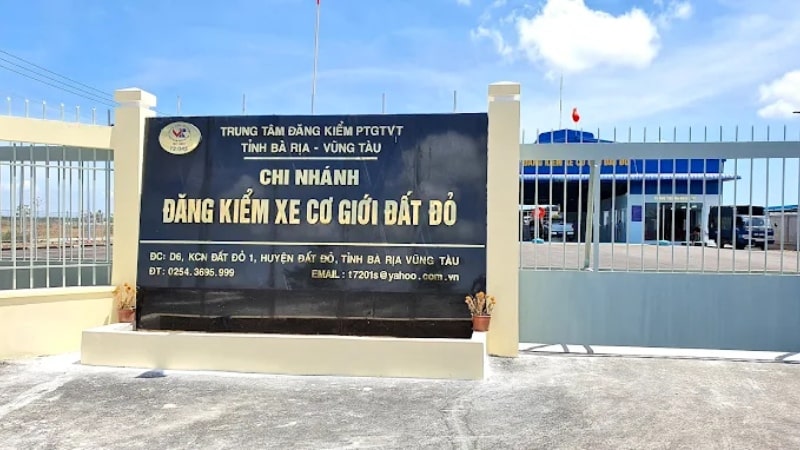 TRUNG TÂM ĐĂNG KIỂM PTGTVT
TỈNH BÀ RỊA - VŨNG TÀU
CHI NHÁNH
ĐĂNG KIỂM XE CƠ GIỚI ĐẤT ĐỎ
ĐC: D6, KCN ĐẤT ĐỎ 1, HUYỆN ĐẤT ĐỎ, TỈNH BÀ RỊA VŨNG TÀU
ĐT: 0254.3695.999 EMAIL: t7201s@yahoo.com.vn